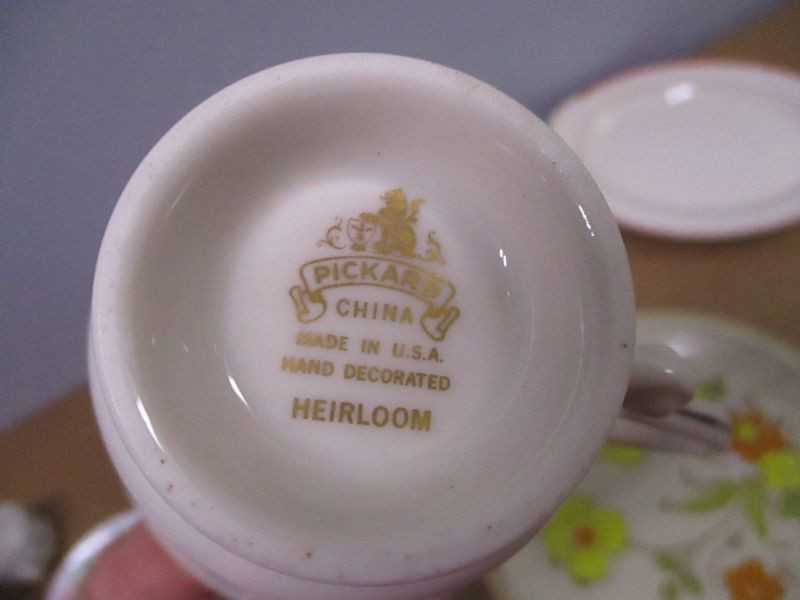 PICKARD
CHINA
MADE IN U.S.A.
HAND DECORATED
HEIRLOOM